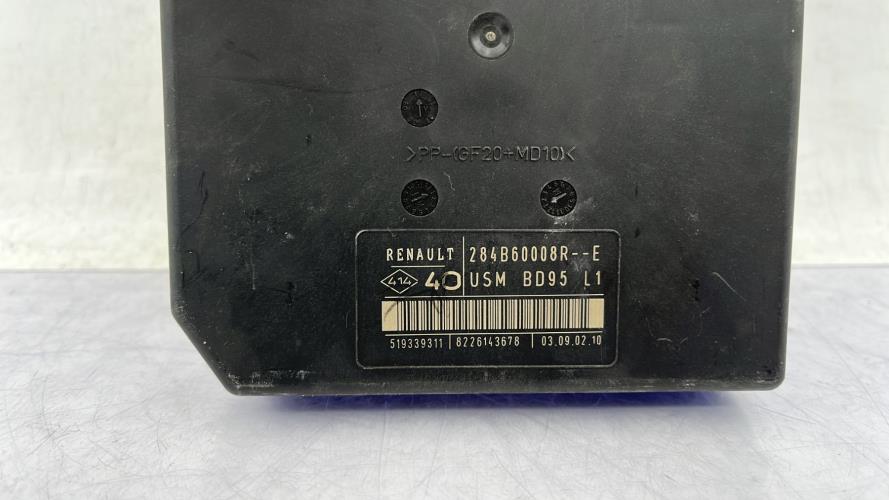 >PP-(GF20+MD10)<
RENAULT 284B60008R--E
414 40 USM BD95 L1
519339311 8226143678 03.09.02.10